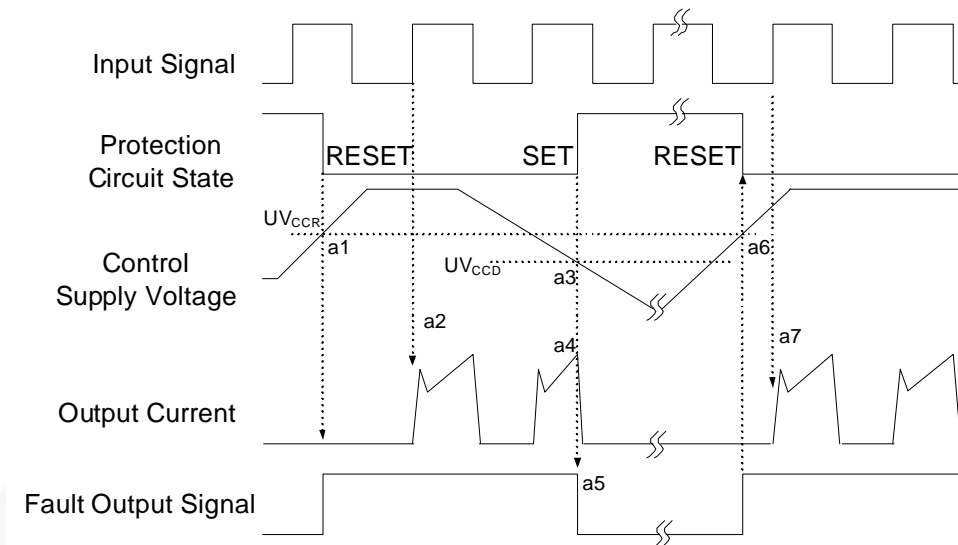 Input Signal
Protection
Circuit State
RESET
SET
RESET
UVCCR
a1
Control
Supply Voltage
UVCCD
a3
a6
a2
a4
a7
Output Current
a5
Fault Output Signal